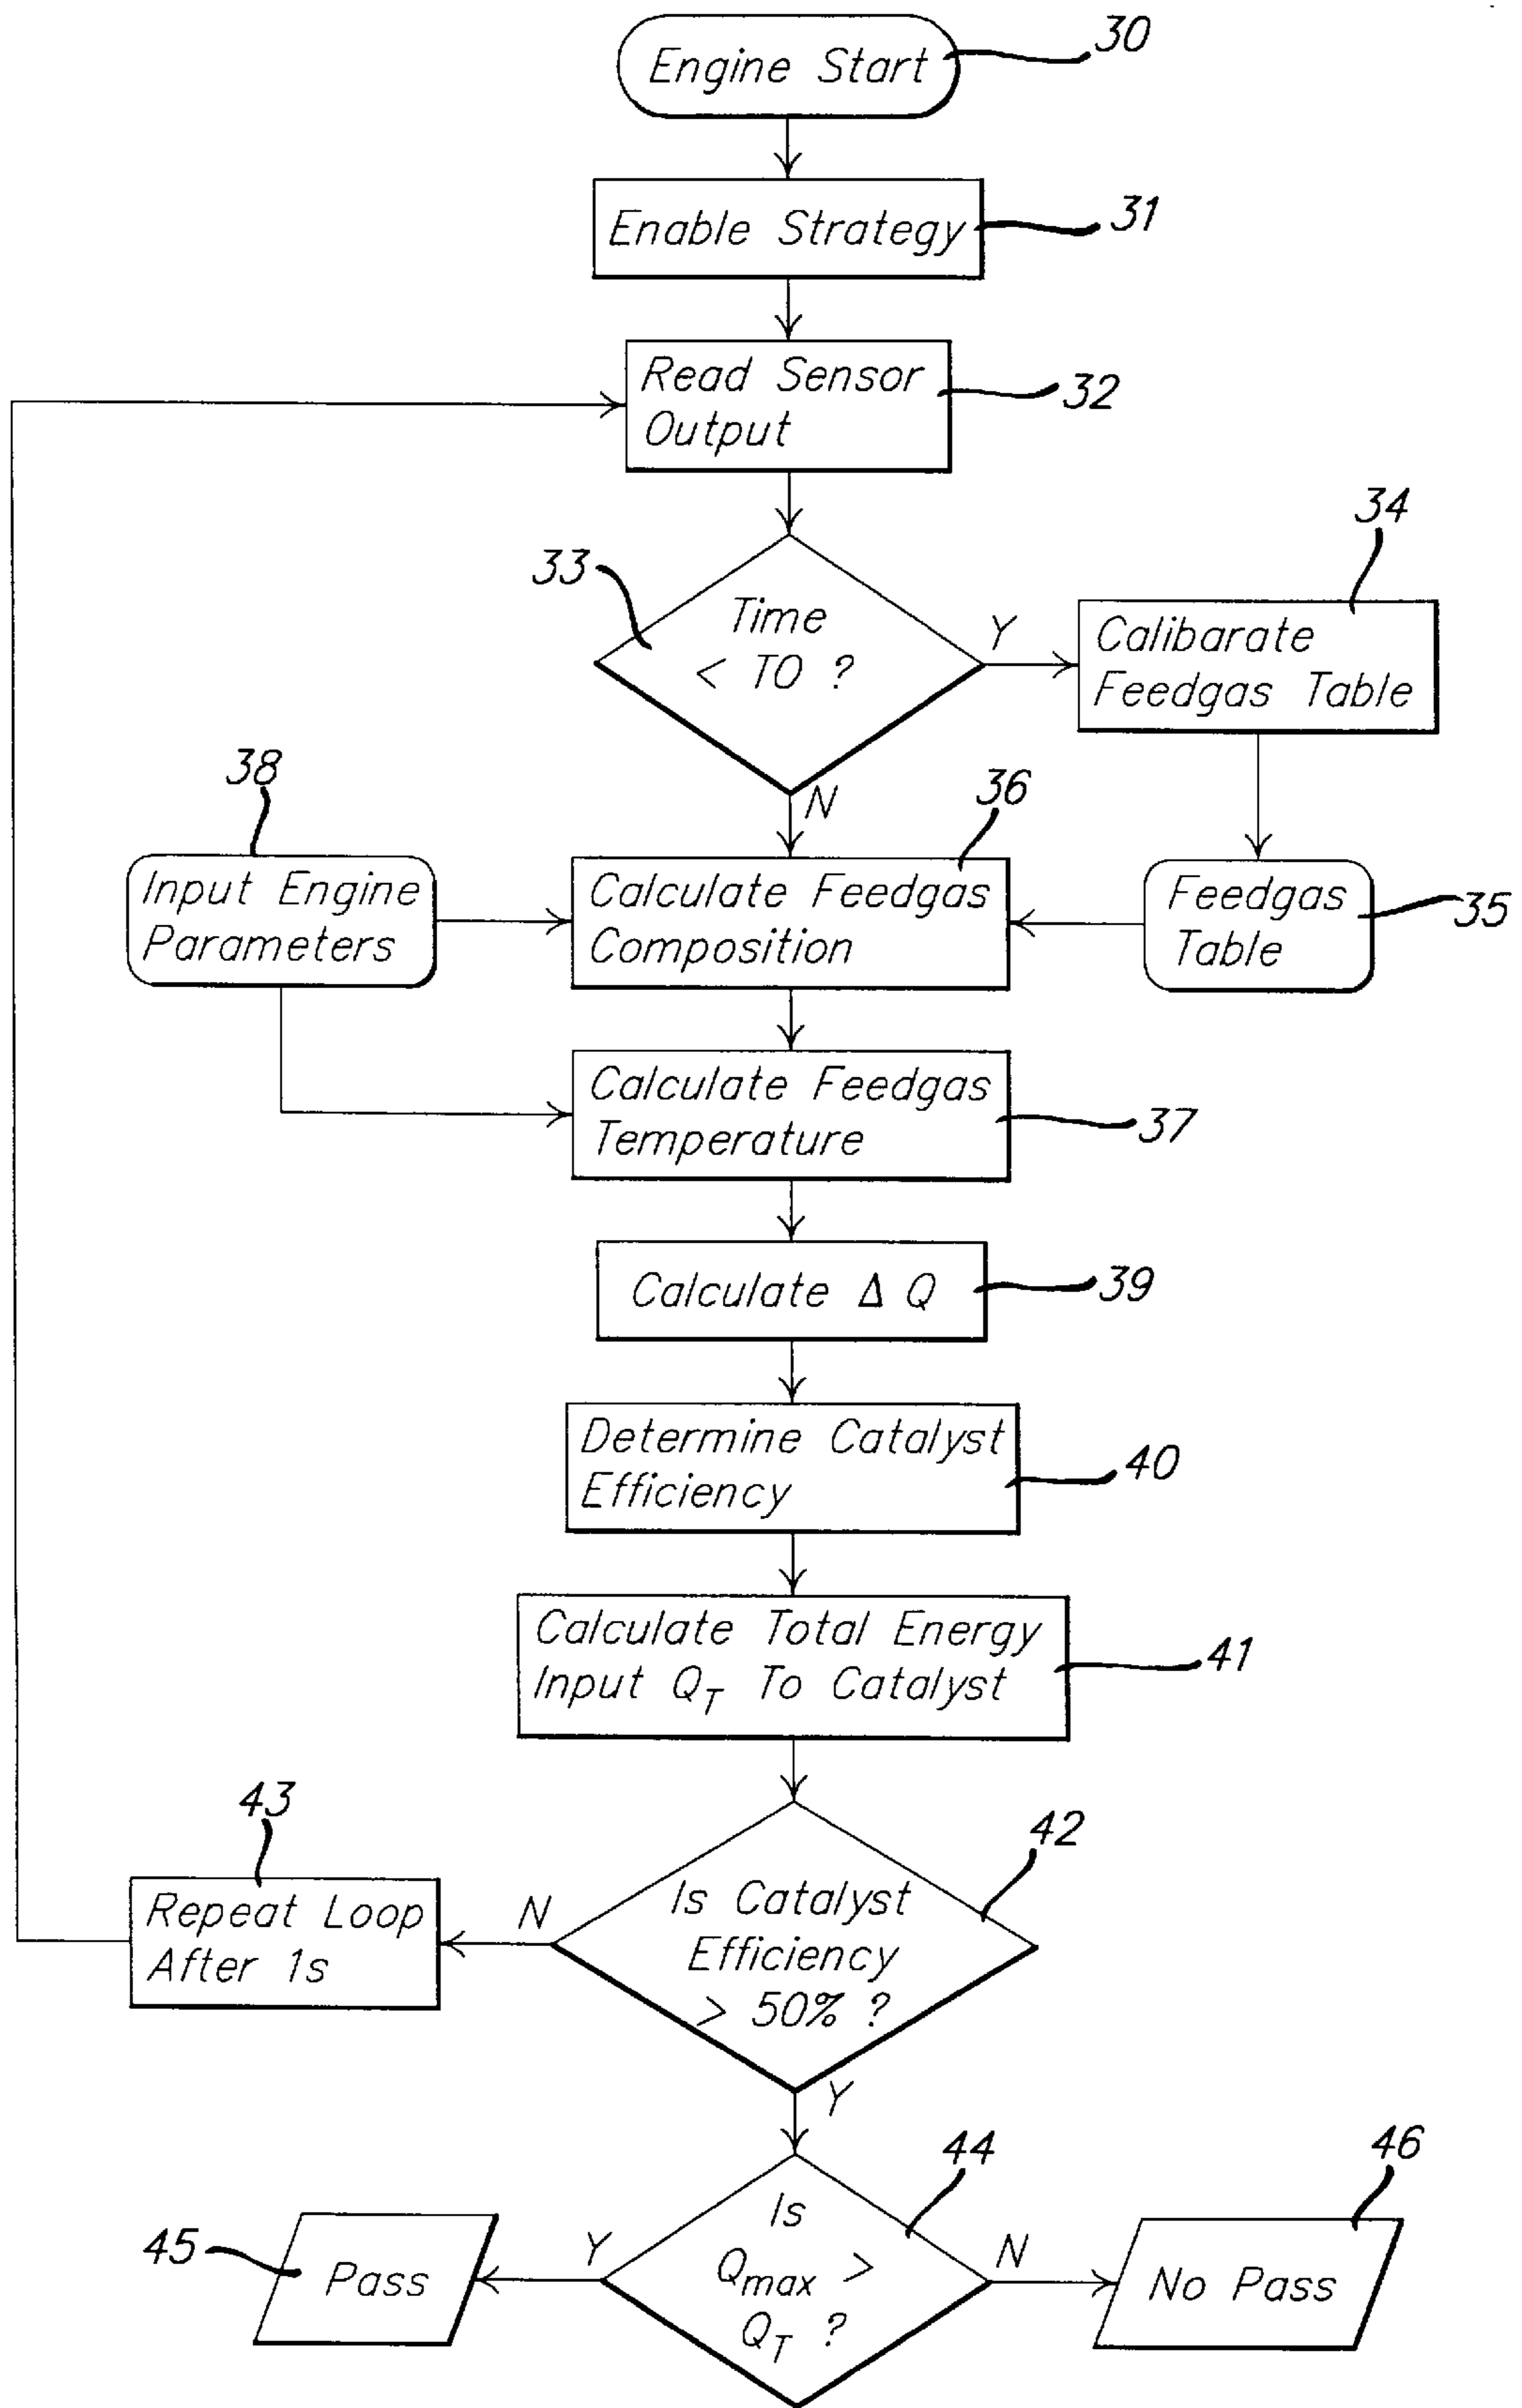 Engine Start
30
Enable Strategy
31
Read Sensor
Output
32
33
Time
< TO ?
Y
N
34
Calibarate
Feedgas Table
38
Input Engine
Parameters
36
Calculate Feedgas
Composition
Feedgas
Table
35
Calculate Feedgas
Temperature
37
Calculate Δ Q
39
Determine Catalyst
Efficiency
40
Calculate Total Energy
Input QT To Catalyst
41
43
Repeat Loop
After 1s
N
42
Is Catalyst
Efficiency
> 50% ?
Y
44
Is
Qmax >
QT ?
Y
N
45
Pass
46
No Pass